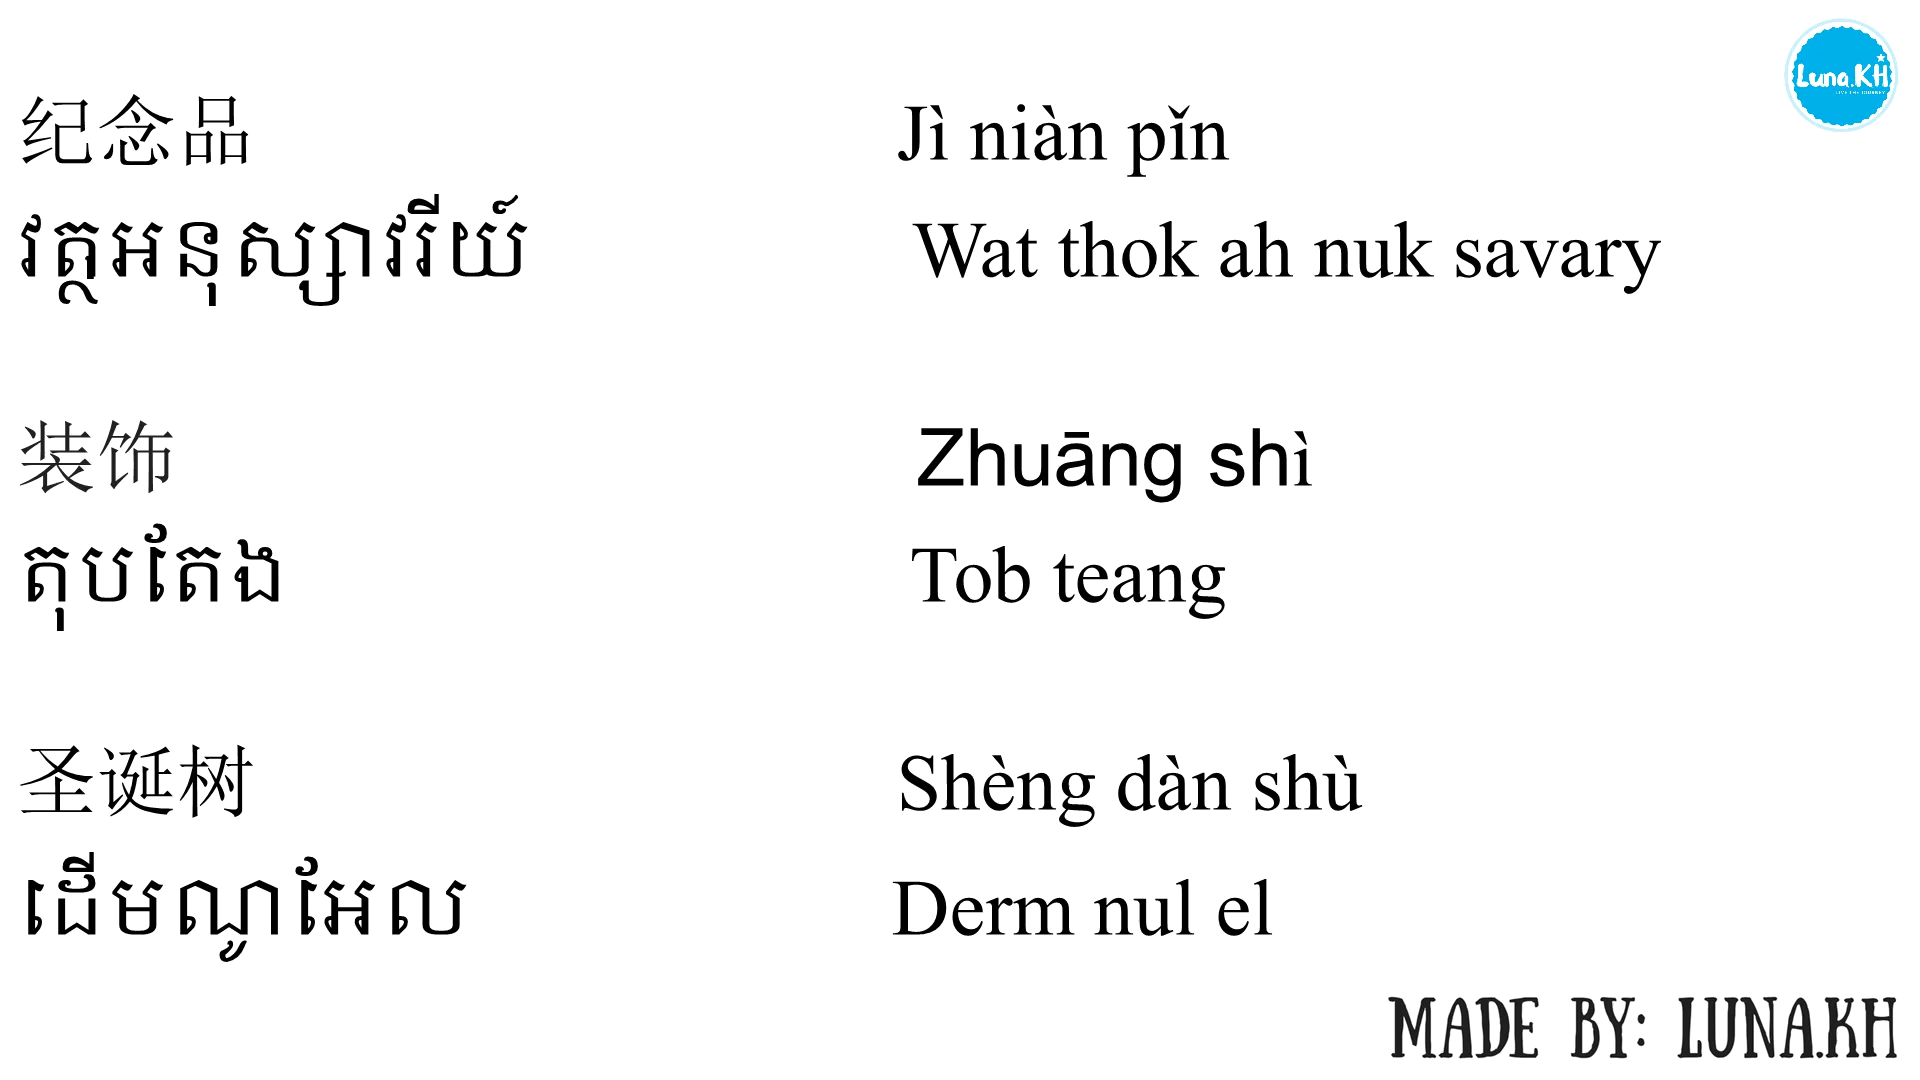 Luna.KH
纪念品 Jì niàn pǐn
វត្ថអនុស្សាវរីយ៍ Wat thok ah nuk savary
装饰 Zhuāng shì
តុបតែង Tob teang
圣诞树 Shèng dàn shù
ដើមណូអែល Derm nul el
MADE BY: LUNA.KH